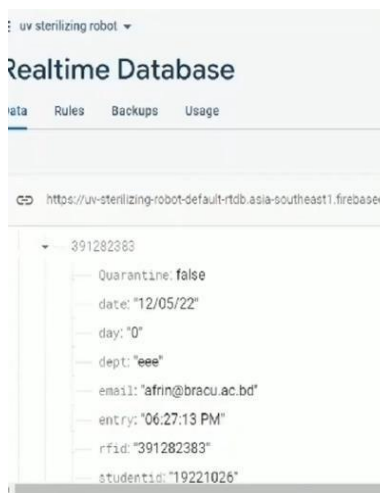 uv sterilizing robot
Realtime Database
Data Rules Backups Usage
https://uv-sterilizing-robot-default-rtdb.asia-southeast1.firebase
391282383
Quarantine: false
date: "12/05/22"
day: "0"
dept: "eee"
email: "afrin@bracu.ac.bd"
entry: "06:27:13 PM"
rfid: "391282383"
studentid: "19221026"